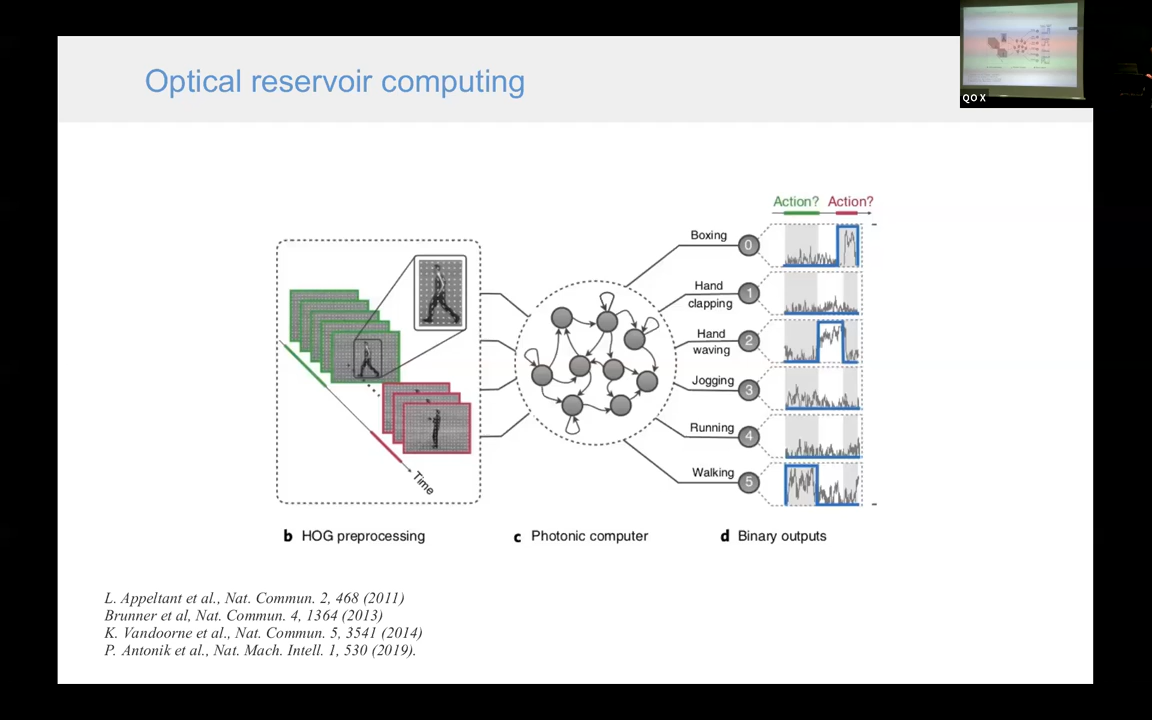 Optical reservoir computing
QO X
Action? Action?
Boxing 0
Hand
clapping 1
Hand
waving 2
Jogging 3
Running 4
Walking 5
Time
b HOG preprocessing
c Photonic computer
d Binary outputs
L. Appeltant et al., Nat. Commun. 2, 468 (2011)
Brunner et al, Nat. Commun. 4, 1364 (2013)
K. Vandoorne et al., Nat. Commun. 5, 3541 (2014)
P. Antonik et al., Nat. Mach. Intell. 1, 530 (2019).